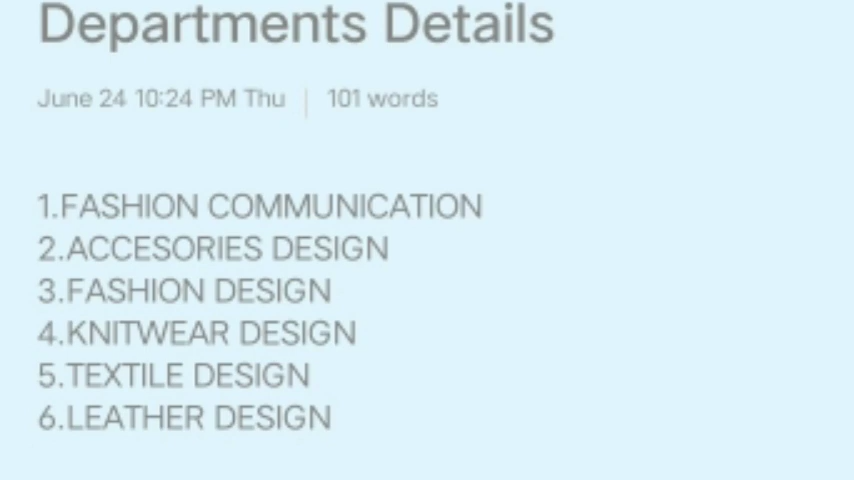 Departments Details
June 24 10:24 PM Thu | 101 words
1.FASHION COMMUNICATION
2.ACCESORIES DESIGN
3.FASHION DESIGN
4.KNITWEAR DESIGN
5.TEXTILE DESIGN
6.LEATHER DESIGN